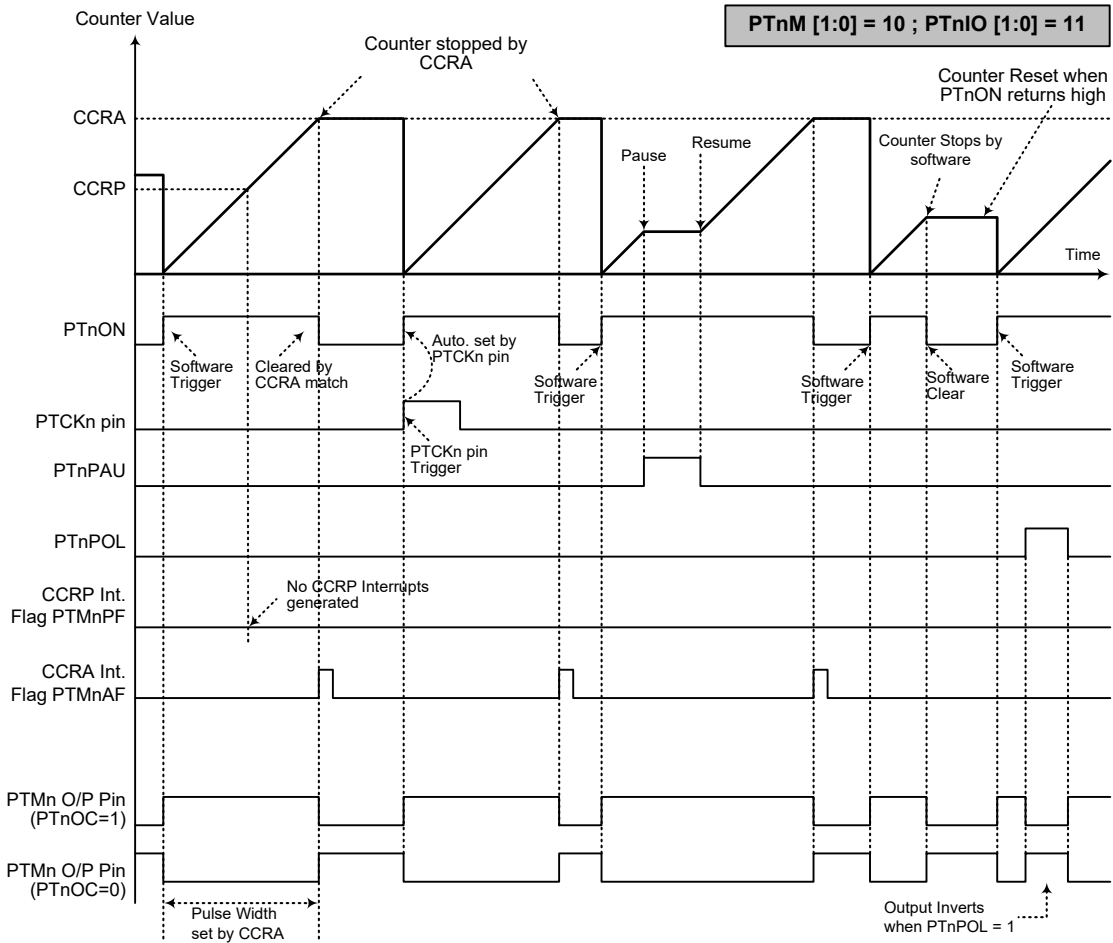 Counter Value
PTnM [1:0] = 10 ; PTnIO [1:0] = 11
Counter stopped by
CCRA
Counter Reset when
PTnON returns high
CCRA
Pause
Resume
Counter Stops by
software
CCRP
Time
PTnON
Software
Trigger
Cleared by
CCRA match
Auto. set by
PTCKn pin
Software
Trigger
Software
Trigger
Software
Clear
Software
Trigger
PTCKn pin
PTCKn pin
Trigger
PTnPAU
PTnPOL
CCRP Int.
Flag PTMnPF
No CCRP Interrupts
generated
CCRA Int.
Flag PTMnAF
PTMn O/P Pin
(PTnOC=1)
PTMn O/P Pin
(PTnOC=0)
Pulse Width
set by CCRA
Output Inverts
when PTnPOL = 1